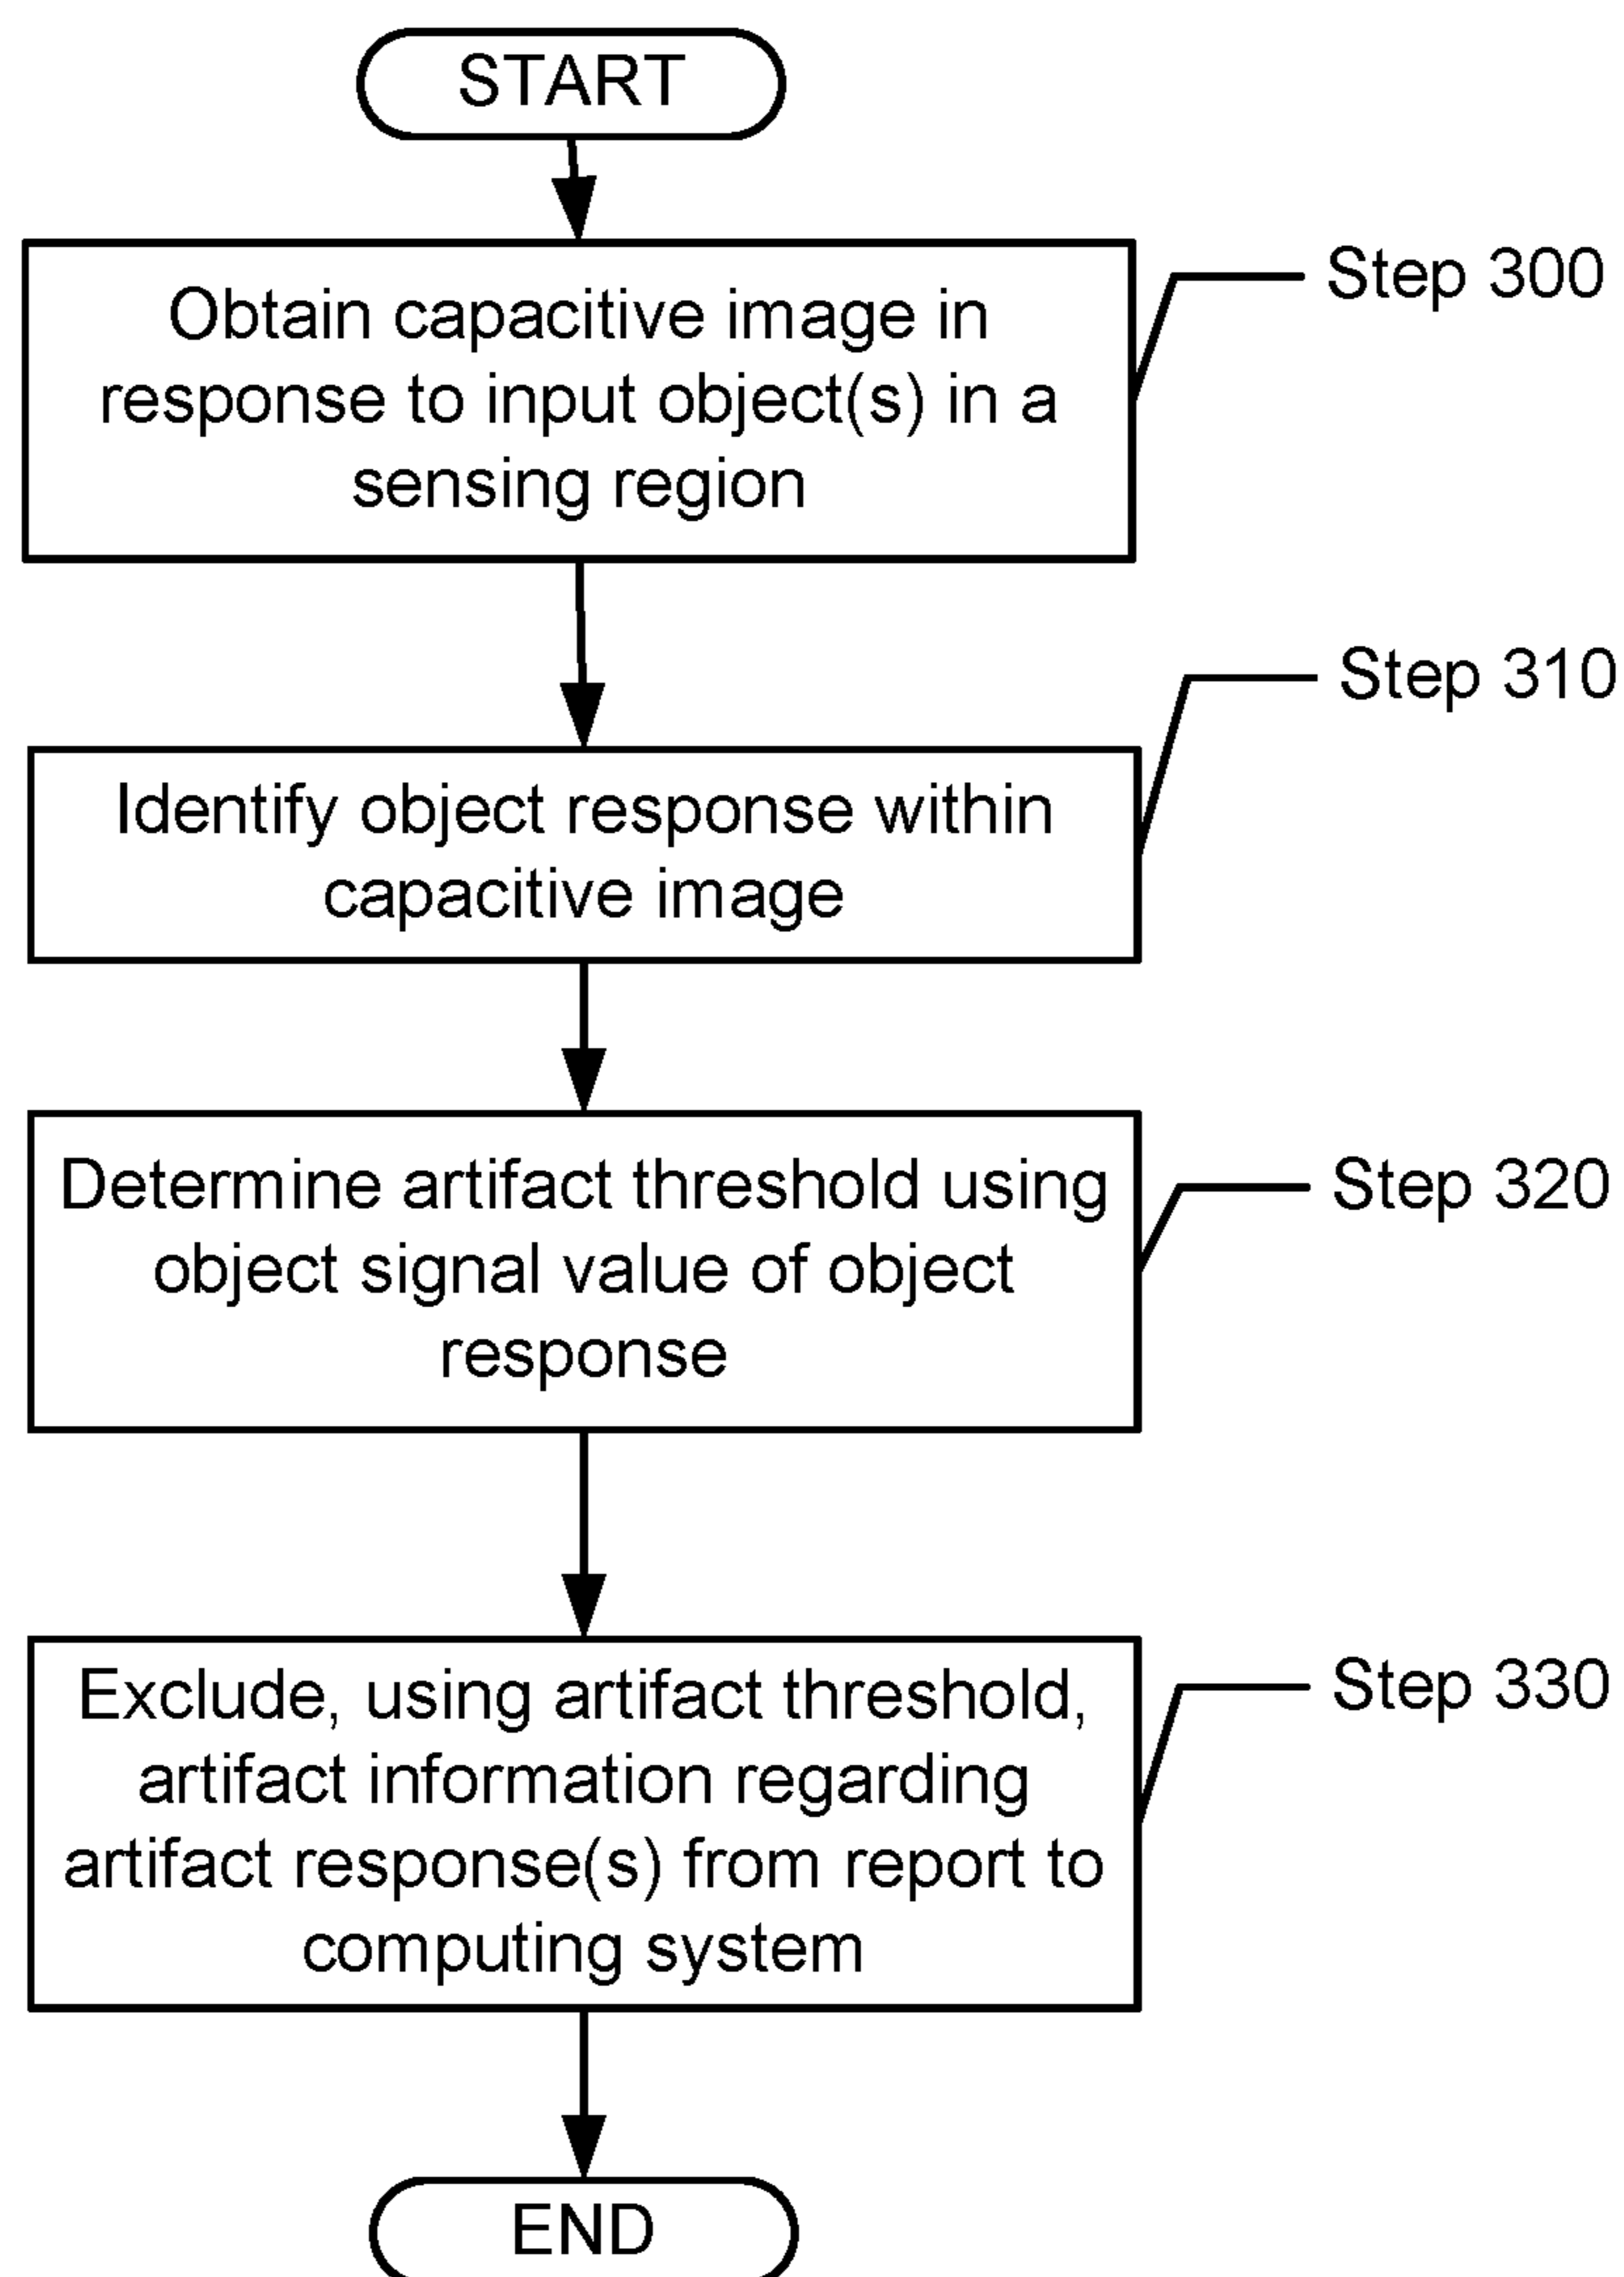 START
Obtain capacitive image in
response to input object(s) in a
sensing region
Step 300
Identify object response within
capacitive image
Step 310
Determine artifact threshold using
object signal value of object
response
Step 320
Exclude, using artifact threshold,
artifact information regarding
artifact response(s) from report to
computing system
Step 330
END